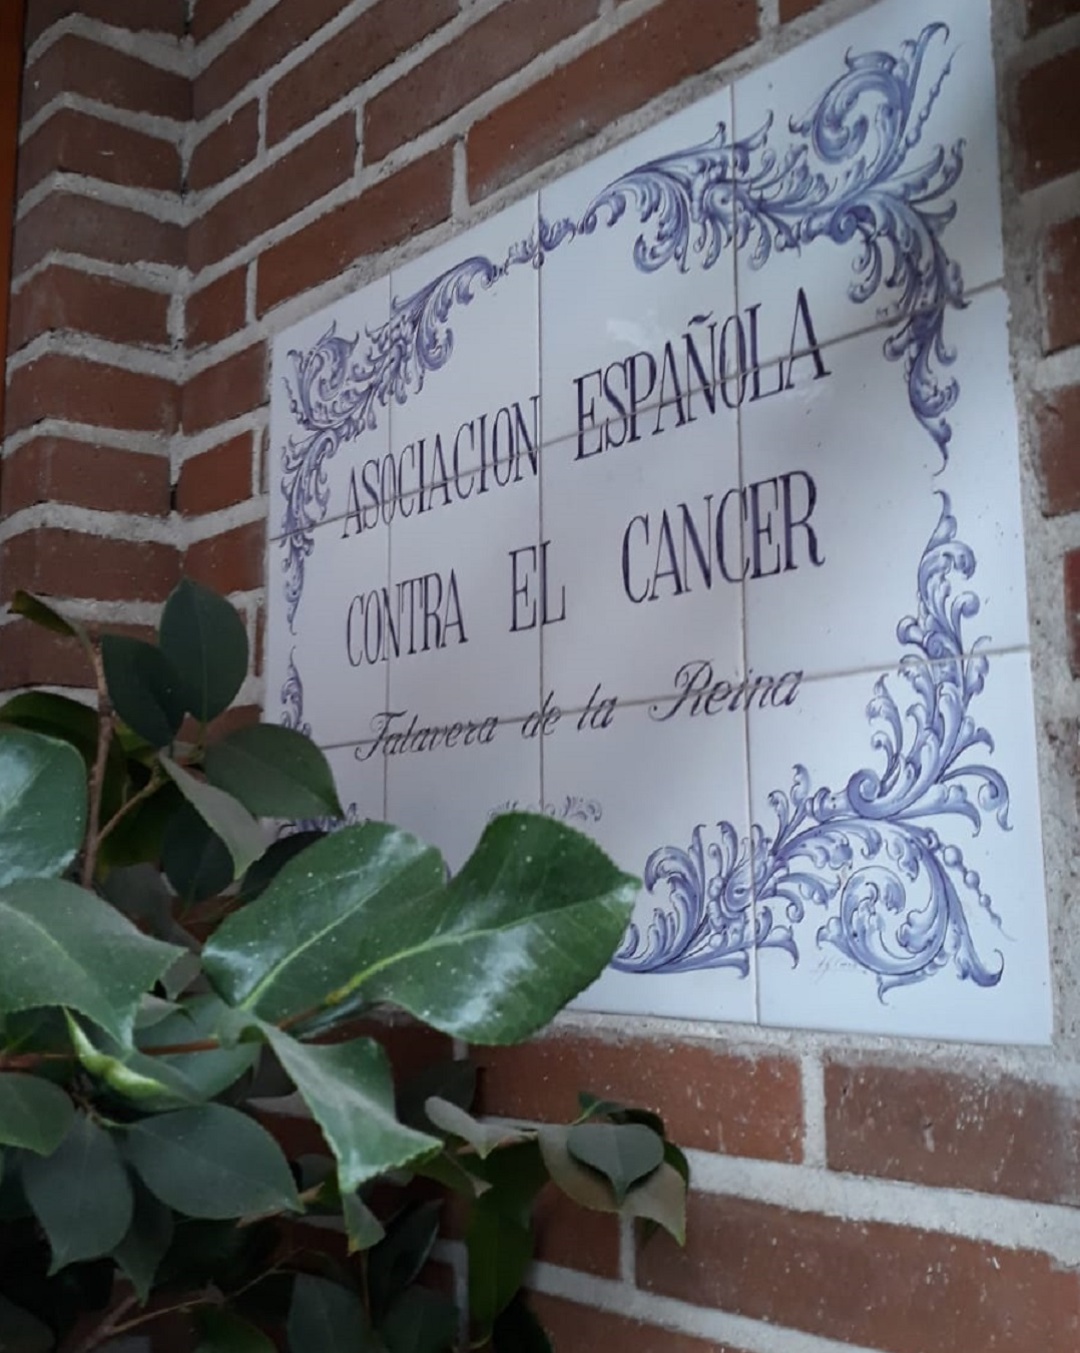 ASOCIACION ESPAÑOLA
CONTRA EL CANCER
Talavera de la Reina